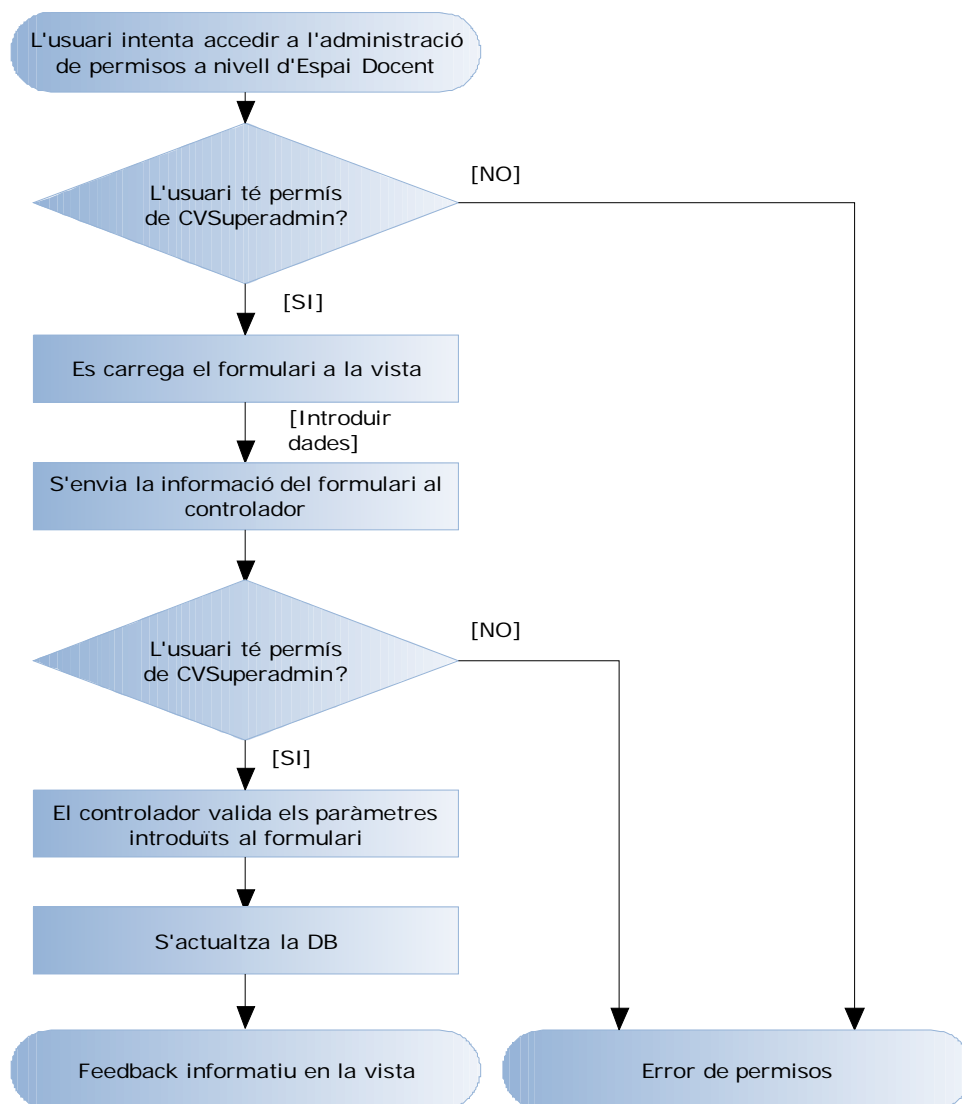 L'usuari intenta accedir a l'administració
de permisos a nivell d'Espai Docent
L'usuari té permís
de CVSuperadmin?
[NO]
[SI]
Es carrega el formulari a la vista
[Introduir
dades]
S'envia la informació del formulari al
controlador
L'usuari té permís
de CVSuperadmin?
[NO]
[SI]
El controlador valida els paràmetres
introduïts al formulari
S'actualtza la DB
Feedback informatiu en la vista
Error de permisos